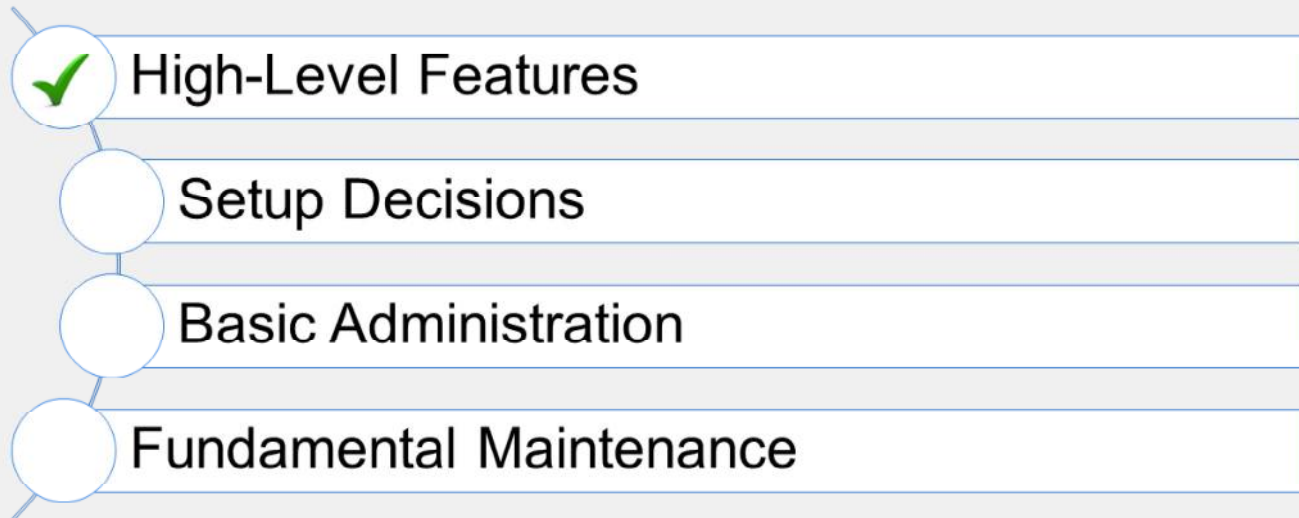 High-Level Features
Setup Decisions
Basic Administration
Fundamental Maintenance